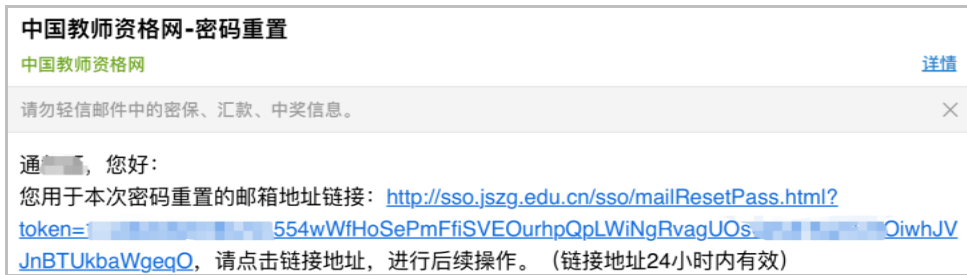 中国教师资格网-密码重置
中国教师资格网 详情
请勿轻信邮件中的密保、汇款、中奖信息。
通 ，您好：
您用于本次密码重置的邮箱地址链接：http://sso.jszg.edu.cn/sso/mailResetPass.html?
token= 554wWfHoSePmFfiSVEOurhpQpLWiNgRvagUOs OiwhJV
JnBTUkbaWgeqO，请点击链接地址，进行后续操作。（链接地址24小时内有效）